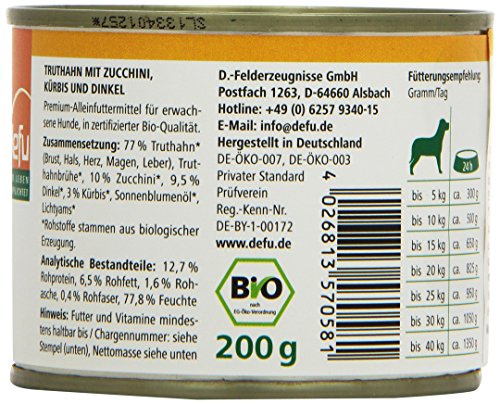 SL133401257*
TRUTHAHN MIT ZUCCHINI,
KÜRBIS UND DINKEL
Premium-Alleinfuttermittel für erwach-
sene Hunde, in zertifizierter Bio-Qualität.
Zusammensetzung: 77 % Truthahn*
(Brust, Hals, Herz, Magen, Leber), Trut-
hahnbrühe*, 10 % Zucchini*, 9,5 %
Dinkel*, 3 % Kürbis*, Sonnenblumenöl*,
Lichtyams*
*Rohstoffe stammen aus biologischer
Erzeugung.
Analytische Bestandteile: 12,7 %
Rohprotein, 6,5 % Rohfett, 1,6 % Roh-
asche, 0,4 % Rohfaser, 77,8 % Feuchte
Hinweis: Futter und Vitamine mindes-
tens haltbar bis / Chargennummer: siehe
Stempel (unten), Nettomasse siehe unten
defu
D.-Felderzeugnisse GmbH
Postfach 1263, D-64660 Alsbach
Hotline: +49 (0) 6257 9340-15
E-Mail: info@defu.de
Hergestellt in Deutschland
DE-ÖKO-007, DE-ÖKO-003
Privater Standard
Prüfverein
Reg.-Kenn-Nr.
DE-BY-1-00172
www.defu.de
Bio
nach
EG-Öko-Verordnung
200 g
4 026813 570581
Fütterungsempfehlung
Gramm/Tag
24 h
bis 5 kg ca. 300 g
bis 10 kg ca. 500 g
bis 15 kg ca. 650 g
bis 20 kg ca. 825 g
bis 25 kg ca. 950 g
bis 30 kg ca. 1050 g
bis 40 kg ca. 1350 g